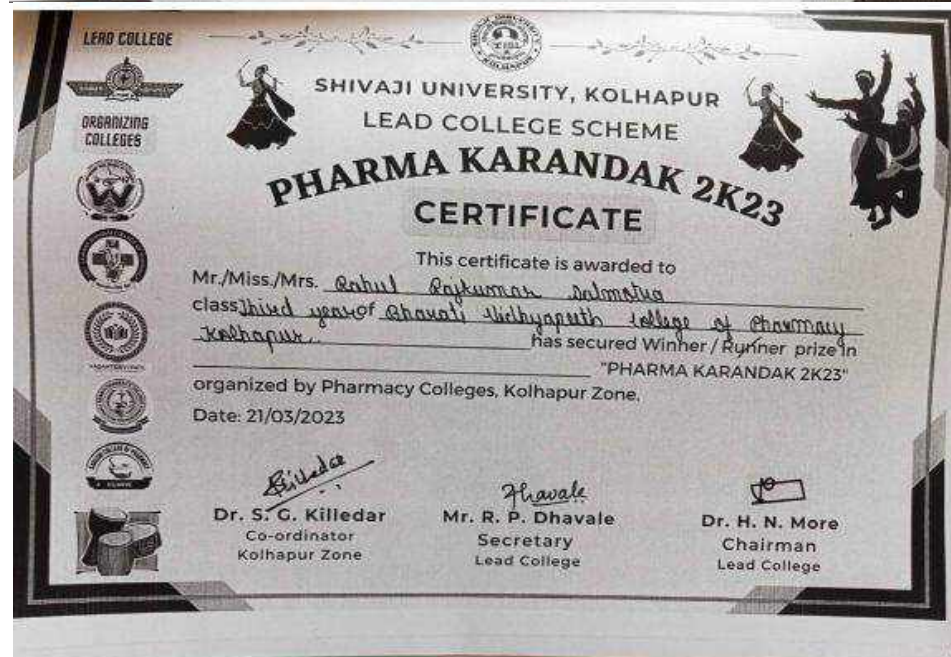 LEAD COLLEGE
ORGANIZING
COLLEGES
KOLHAPUR
SHIVAJI UNIVERSITY, KOLHAPUR
LEAD COLLEGE SCHEME
PHARMA KARANDAK 2K23
CERTIFICATE
This certificate is awarded to
Mr./Miss./Mrs. Rahul Rajkumar
class Third year of Bharati Vidhyapeeth College of Pharmacy
Kolhapur. has secured Winner / Runner prize in
"PHARMA KARANDAK 2K23"
organized by Pharmacy Colleges, Kolhapur Zone.
Date: 21/03/2023
Killedar
Dhavale
Dr. S. G. Killedar
Co-ordinator
Kolhapur Zone
Mr. R. P. Dhavale
Secretary
Lead College
Dr. H. N. More
Chairman
Lead College